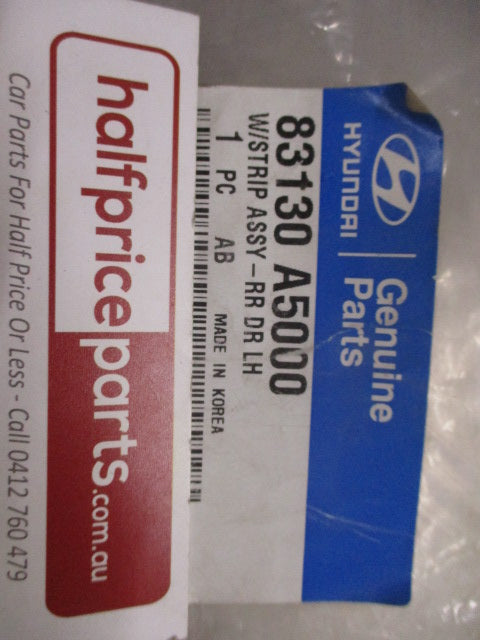 HYUNDAI
Genuine
Parts
83130 A5000
W/STRIP ASSY-RR DR LH
1 PC AB MADE IN KOREA
halfpriceparts.com.au
Car Parts For Half Price Or Less - Call 0412 760 479